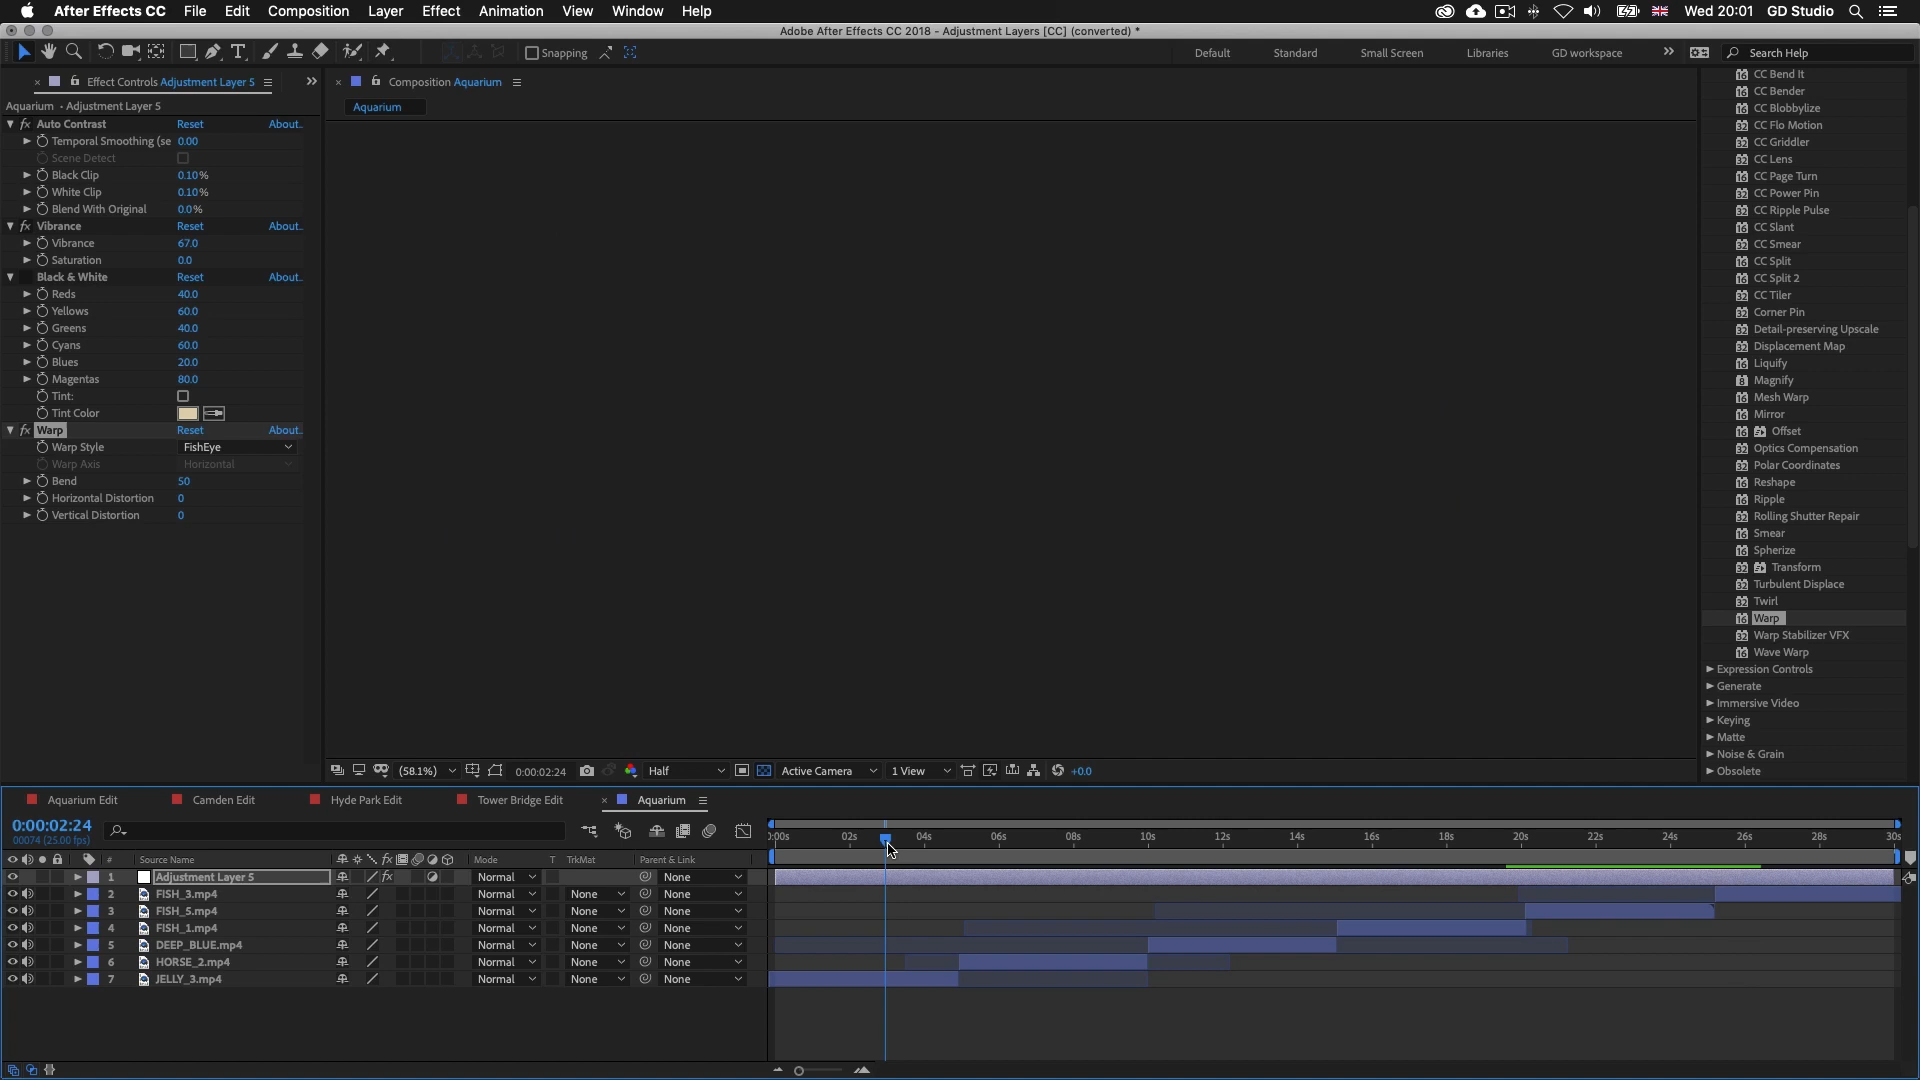 After Effects CC File Edit Composition Layer Effect Animation View Window Help Wed 20:01 GD Studio
Adobe After Effects CC 2018 - Adjustment Layers [CC] (converted) *
Snapping Default Standard Small Screen Libraries GD workspace Search Help
Effect Controls Adjustment Layer 5
Composition Aquarium
Aquarium • Adjustment Layer 5
Aquarium
Auto Contrast Reset About..
Temporal Smoothing (se 0.00
Scene Detect
Black Clip 0.10%
White Clip 0.10%
Blend With Original 0.0%
Vibrance Reset About..
Vibrance 67.0
Saturation 0.0
Black & White Reset About..
Reds 40.0
Yellows 60.0
Greens 40.0
Cyans 60.0
Blues 20.0
Magentas 80.0
Tint:
Tint Color
Warp Reset About..
Warp Style FishEye
Warp Axis Horizontal
Bend 50
Horizontal Distortion 0
Vertical Distortion 0
CC Bend It
CC Bender
CC Blobbylize
CC Flo Motion
CC Griddler
CC Lens
CC Page Turn
CC Power Pin
CC Ripple Pulse
CC Slant
CC Smear
CC Split
CC Split 2
CC Tiler
Corner Pin
Detail-preserving Upscale
Displacement Map
Liquify
Magnify
Mesh Warp
Mirror
Offset
Optics Compensation
Polar Coordinates
Reshape
Ripple
Rolling Shutter Repair
Smear
Spherize
Transform
Turbulent Displace
Twirl
Warp
Warp Stabilizer VFX
Wave Warp
Expression Controls
Generate
Immersive Video
Keying
Matte
Noise & Grain
Obsolete
(58.1%) 0:00:02:24 Half Active Camera 1 View +0.0
Aquarium Edit Camden Edit Hyde Park Edit Tower Bridge Edit Aquarium
0:00:02:24
00074 (25.00 fps)
0:00s 02s 04s 06s 08s 10s 12s 14s 16s 18s 20s 22s 24s 26s 28s 30s
# Source Name fx Mode T TrkMat Parent & Link
1 Adjustment Layer 5 fx Normal None
2 FISH_3.mp4 Normal None None
3 FISH_5.mp4 Normal None None
4 FISH_1.mp4 Normal None None
5 DEEP_BLUE.mp4 Normal None None
6 HORSE_2.mp4 Normal None None
7 JELLY_3.mp4 Normal None None